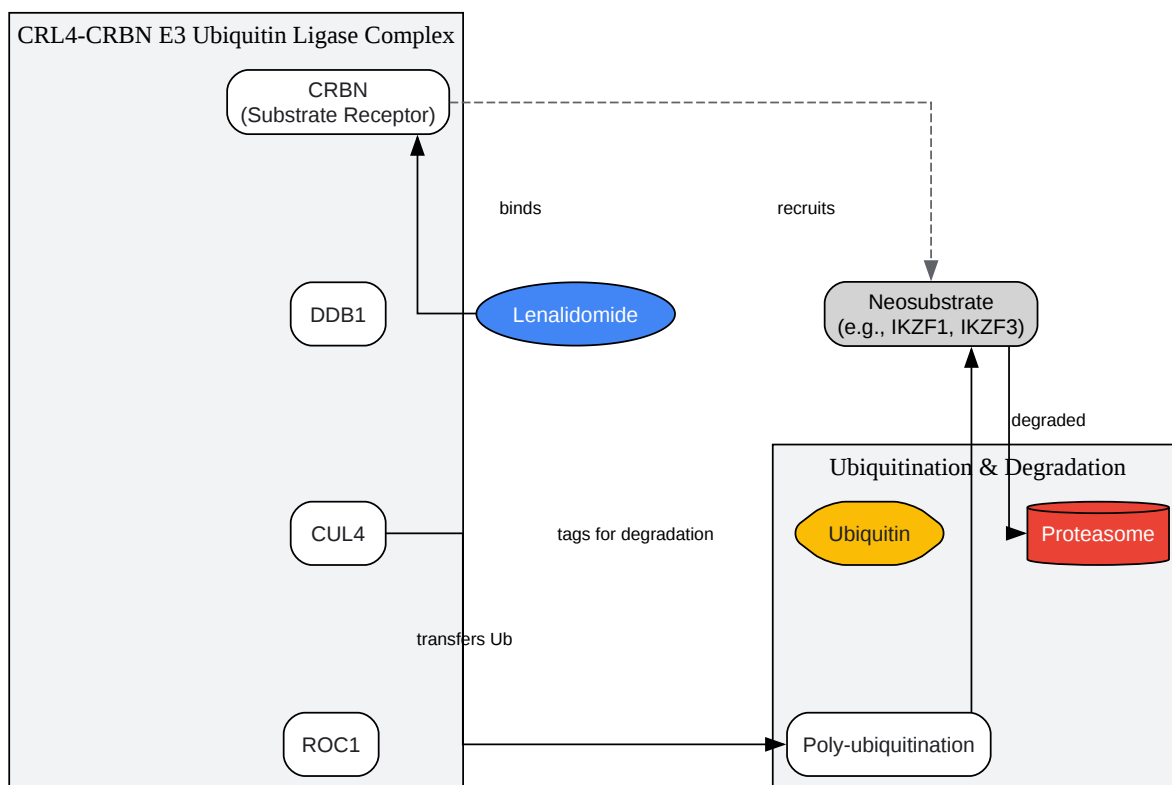 CRL4-CRBN E3 Ubiquitin Ligase Complex
CRBN
(Substrate Receptor)
binds
recruits
DDB1
Lenalidomide
Neosubstrate
(e.g., IKZF1, IKZF3)
degraded
Ubiquitination & Degradation
CUL4
tags for degradation
Ubiquitin
Proteasome
transfers Ub
ROC1
Poly-ubiquitination